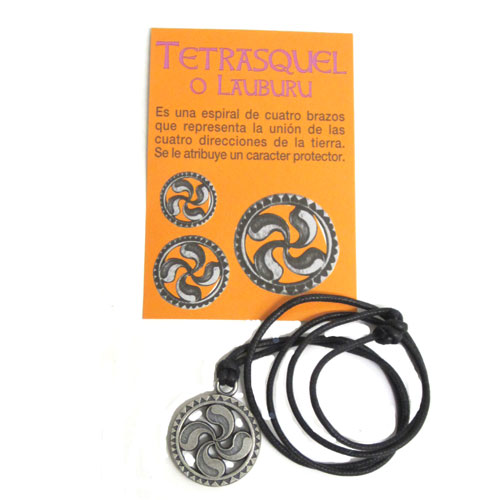 TETRASQUEL
O LAUBURU
Es una espiral de cuatro brazos
que representa la unión de las
cuatro direcciones de la tierra.
Se le atribuye un caracter protector.